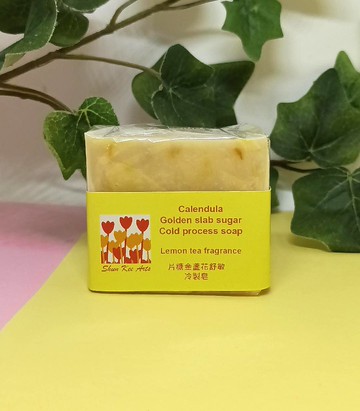 Calendula
Golden slab sugar
Cold process soap
Lemon tea fragrance
片糖金盞花舒敏
冷製皂
Shun Kee Arts